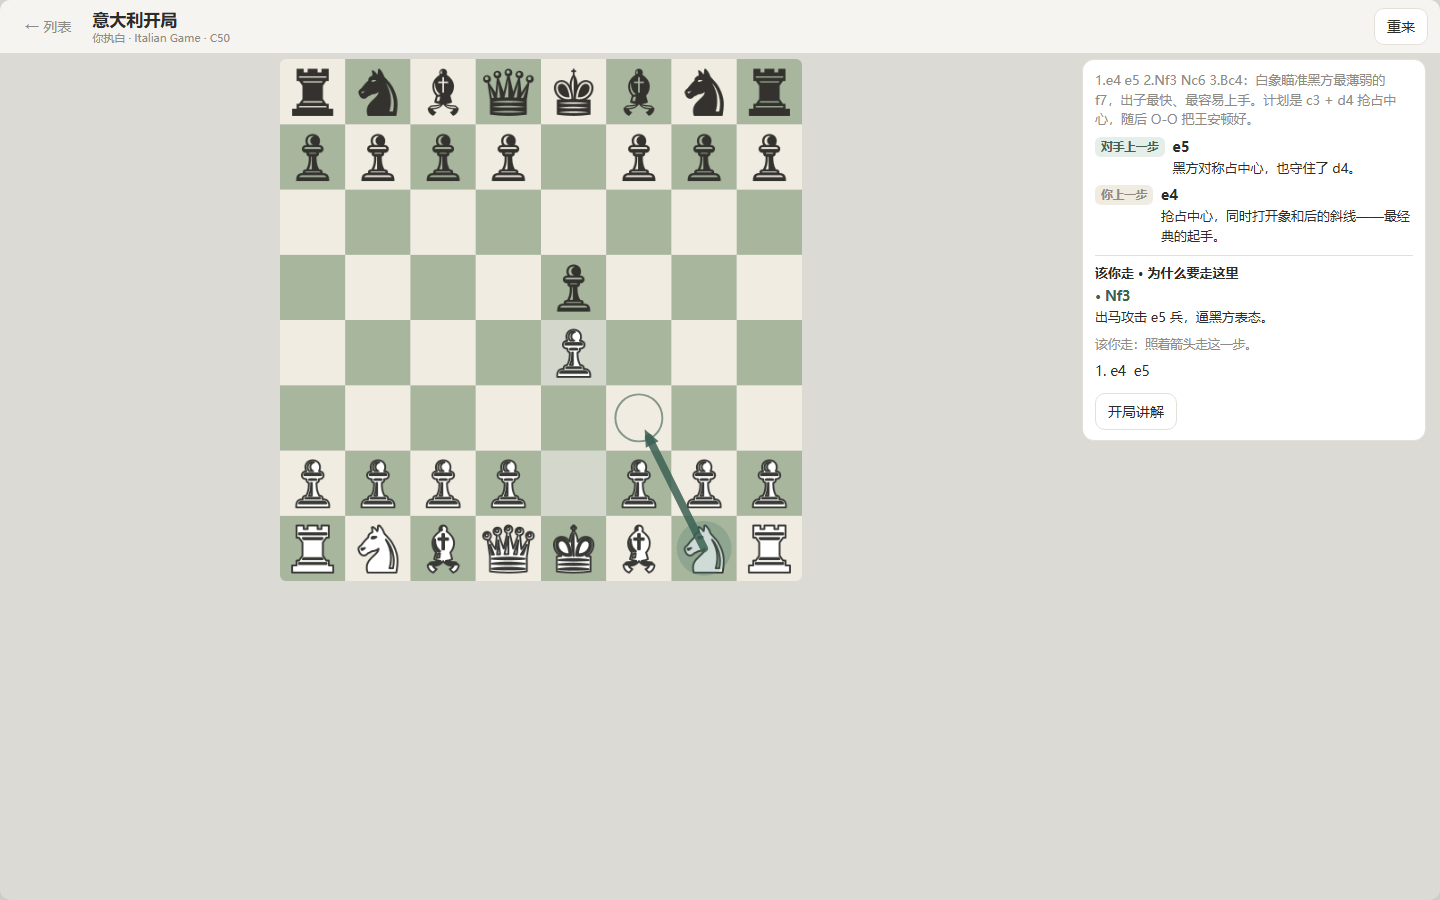 ← 列表
意大利开局
你执白 · Italian Game · C50
重来
1.e4 e5 2.Nf3 Nc6 3.Bc4：白象瞄准黑方最薄弱的
f7，出子最快、最容易上手。计划是 c3 + d4 抢占中
心，随后 O-O 把王安顿好。
对手上一步 e5
黑方对称占中心，也守住了 d4。
你上一步 e4
抢占中心，同时打开象和后的斜线——最经
典的起手。
该你走 • 为什么要走这里
• Nf3
出马攻击 e5 兵，逼黑方表态。
该你走：照着箭头走这一步。
1. e4 e5
开局讲解